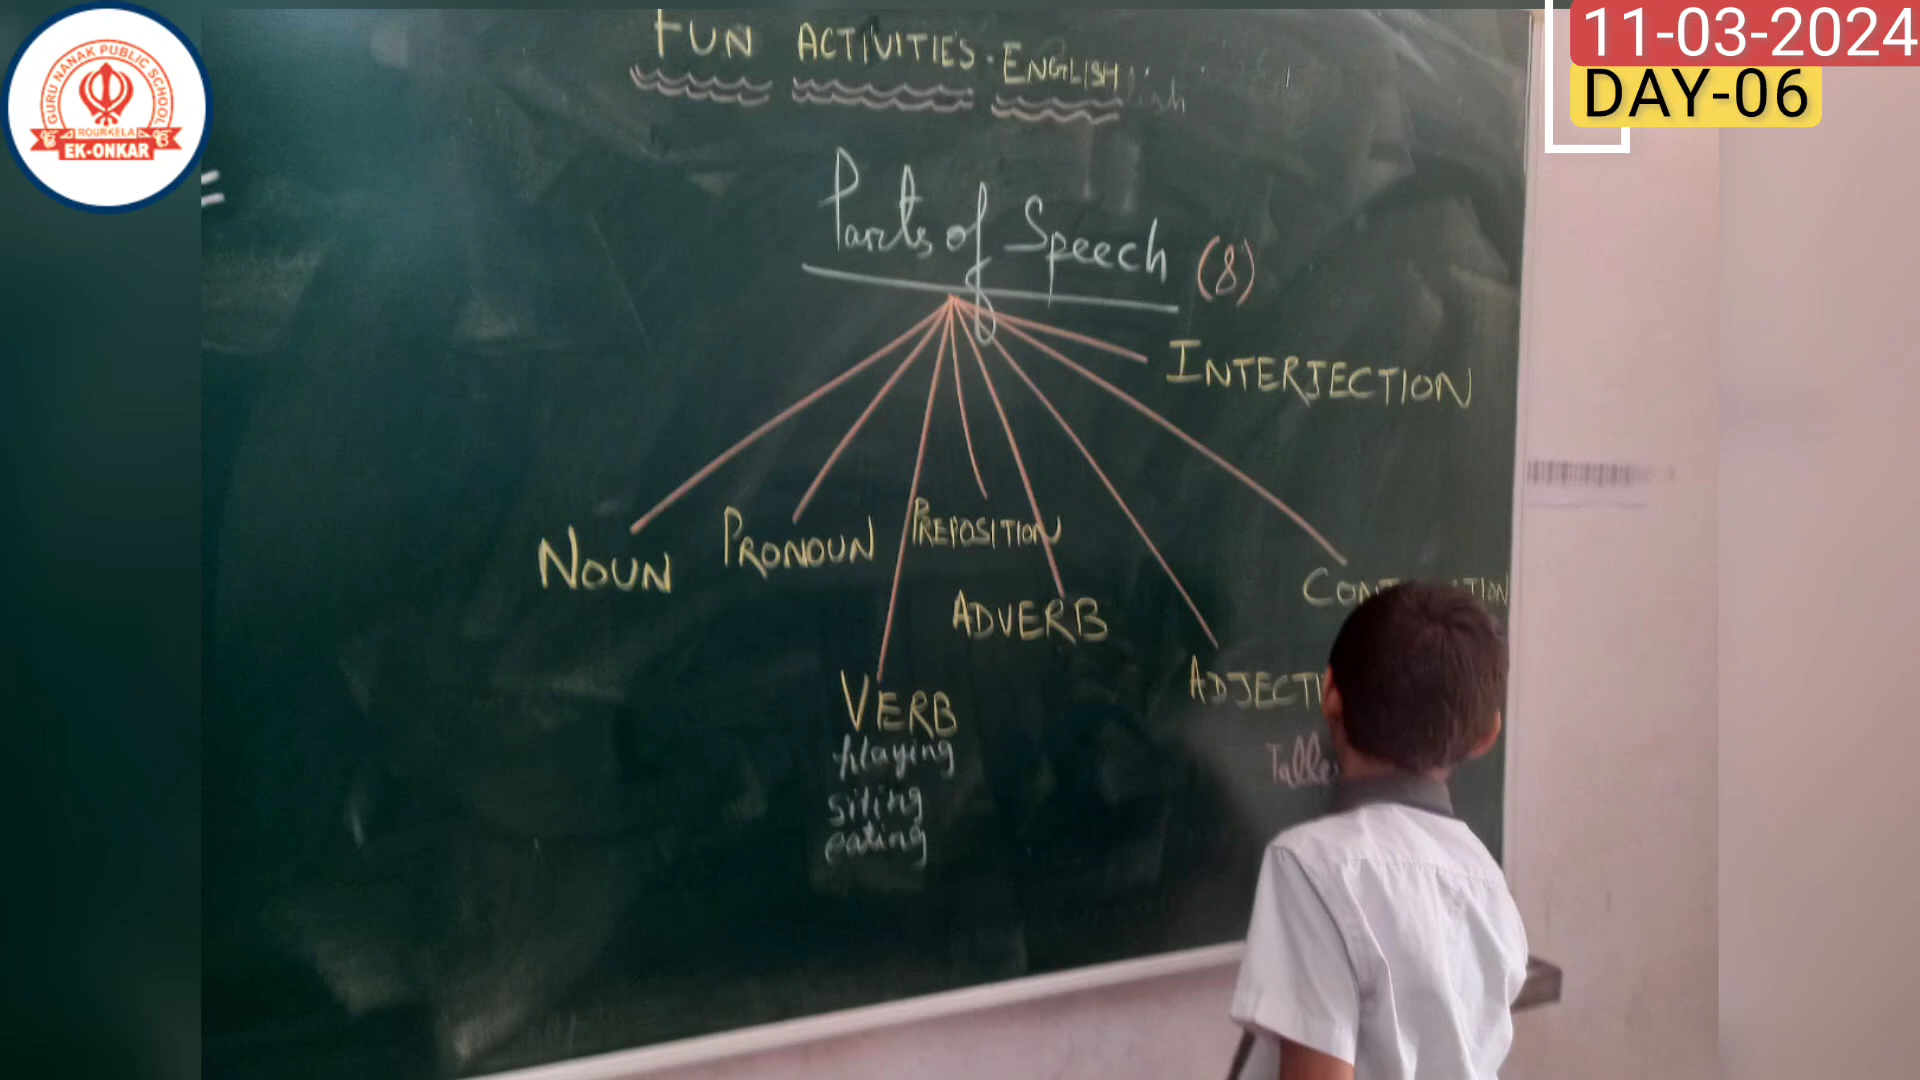 GURU NANAK PUBLIC SCHOOL
ROURKELA
EK-ONKAR
11-03-2024
DAY-06
FUN ACTIVITIES - ENGLISH
Parts of Speech (8)
INTERJECTION
NOUN
PRONOUN
PREPOSITION
ADVERB
VERB
playing
siting
eating